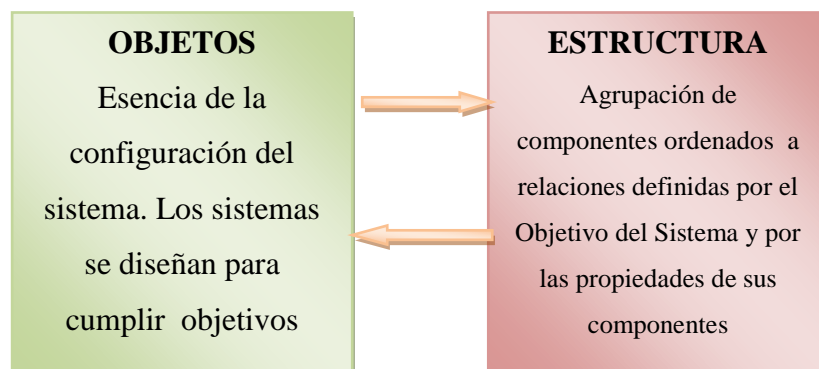 OBJETOS
Esencia de la
configuración del
sistema. Los sistemas
se diseñan para
cumplir objetivos
ESTRUCTURA
Agrupación de
componentes ordenados a
relaciones definidas por el
Objetivo del Sistema y por
las propiedades de sus
componentes